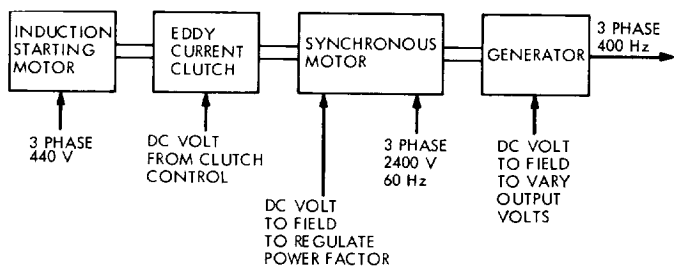 INDUCTION
STARTING
MOTOR
EDDY
CURRENT
CLUTCH
SYNCHRONOUS
MOTOR
GENERATOR
3 PHASE
400 Hz
3 PHASE
440 V
DC VOLT
FROM CLUTCH
CONTROL
DC VOLT
TO FIELD
TO REGULATE
POWER FACTOR
3 PHASE
2400 V
60 Hz
DC VOLT
TO FIELD
TO VARY
OUTPUT
VOLTS